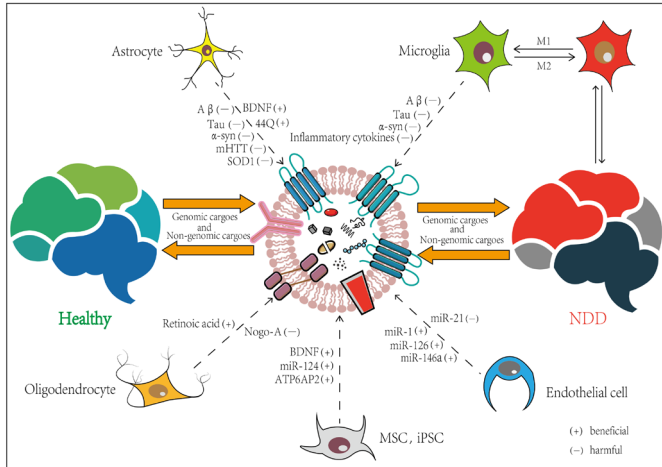 Astrocyte
Microglia
M1
M2
A β (—) BDNF (+)
Tau (—) 44Q (+)
α-syn (—)
mHTT (—)
SOD1 (—)
A β (—)
Tau (—)
α-syn (—)
Inflammatory cytokines (—)
Genomic cargoes
and
Non-genomic cargoes
Genomic cargoes
and
Non-genomic cargoes
Healthy
NDD
Retinoic acid (+)
Nogo-A (—)
BDNF (+)
miR-124 (+)
ATP6AP2 (+)
miR-21 (—)
miR-1 (+)
miR-126 (+)
miR-146a (+)
Oligodendrocyte
MSC, iPSC
Endothelial cell
(+) beneficial
(—) harmful